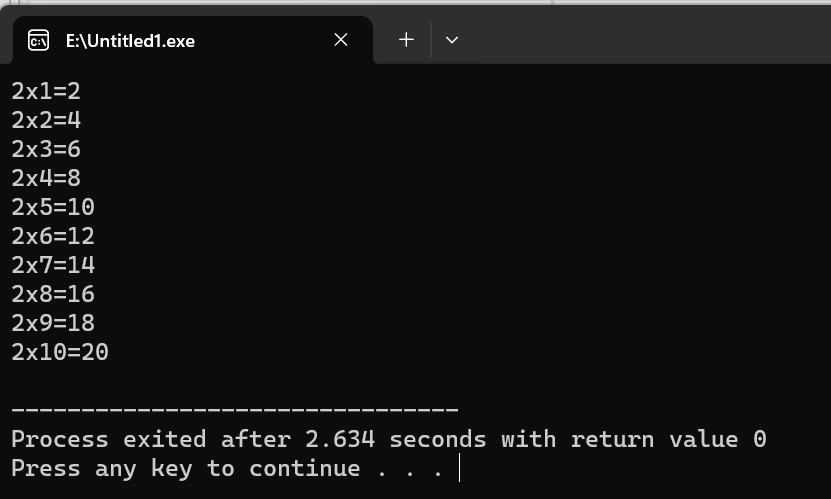 E:\Untitled1.exe
2x1=2
2x2=4
2x3=6
2x4=8
2x5=10
2x6=12
2x7=14
2x8=16
2x9=18
2x10=20
--------------------------------
Process exited after 2.634 seconds with return value 0
Press any key to continue . . .